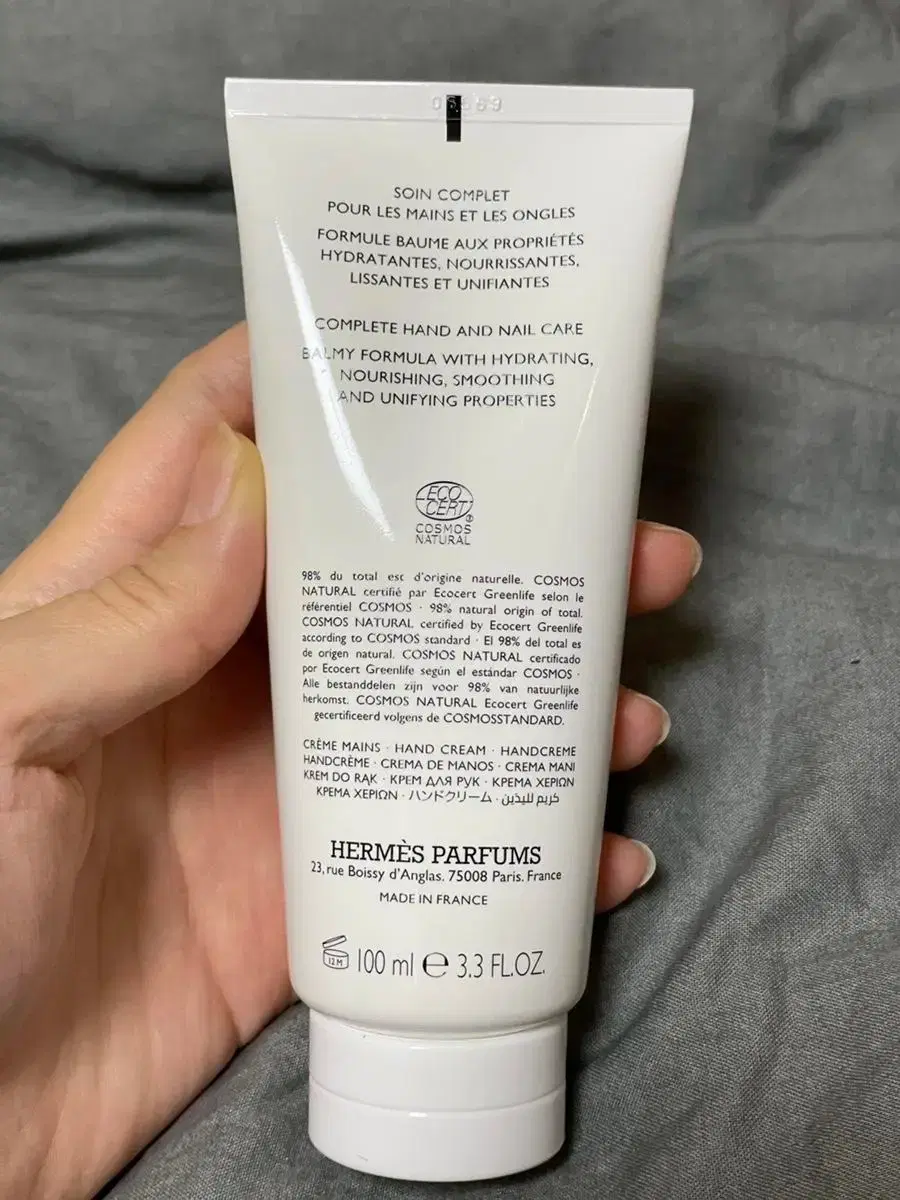 SOIN COMPLET
POUR LES MAINS ET LES ONGLES
FORMULE BAUME AUX PROPRIÉTÉS
HYDRATANTES, NOURRISSANTES,
LISSANTES ET UNIFIANTES
COMPLETE HAND AND NAIL CARE
BALMY FORMULA WITH HYDRATING,
NOURISHING, SMOOTHING
AND UNIFYING PROPERTIES
ECO
CERT
COSMOS
NATURAL
98% du total est d'origine naturelle. COSMOS
NATURAL certifié par Ecocert Greenlife selon le
référentiel COSMOS · 98% natural origin of total.
COSMOS NATURAL certified by Ecocert Greenlife
according to COSMOS standard · El 98% del total es
de origen natural. COSMOS NATURAL certificado
por Ecocert Greenlife según el estándar COSMOS ·
Alle bestanddelen zijn voor 98% van natuurlijke
herkomst. COSMOS NATURAL Ecocert Greenlife
gecertificeerd volgens de COSMOSSTANDARD.
CRÈME MAINS · HAND CREAM · HANDCREME
HANDCRÈME · CREMA DE MANOS · CREMA MANI
KREM DO RĄK · КРЕМ ДЛЯ РУК · КРЕМА ХЕРІΩΝ
ΚΡΕΜΑ ΧΕΡΙΩΝ · ハンドクリーム · كريم لليدين
HERMÈS PARFUMS
23, rue Boissy d'Anglas. 75008 Paris. France
MADE IN FRANCE
12M 100 ml ℮ 3.3 FL.OZ.